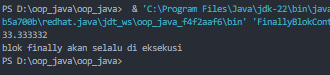 PS D:\oop_java\oop_java>  & 'C:\Program Files\Java\jdk-22\bin\java
b5a700b\redhat.java\jdt_ws\oop_java_f4f2aaf6\bin' 'FinallyBlokCon
33.333332
blok finally akan selalu di eksekusi
PS D:\oop_java\oop_java>